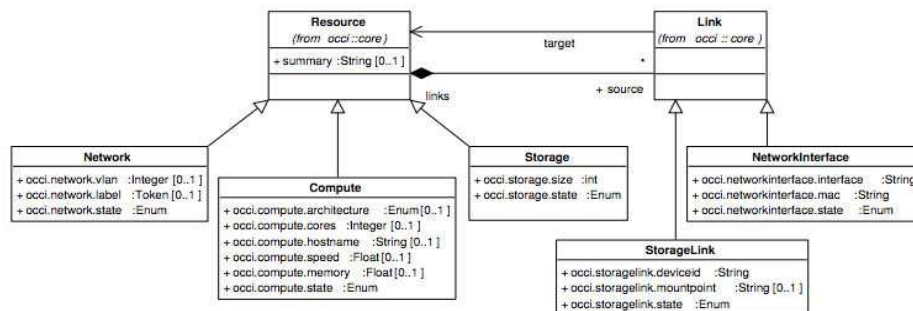 Resource
(from occi::core)
+ summary :String [0..1 ]
Link
(from occi :: core)
target
*
+ source
links
Network
+ occi.network.vlan :Integer [0..1 ]
+ occi.network.label :Token [0..1 ]
+ occi.network.state :Enum
Compute
+ occi.compute.architecture :Enum[0..1 ]
+ occi.compute.cores :Integer [0..1 ]
+ occi.compute.hostname :String [0..1 ]
+ occi.compute.speed :Float[0..1 ]
+ occi.compute.memory :Float[0..1 ]
+ occi.compute.state :Enum
Storage
+ occi.storage.size :int
+ occi.storage.state :Enum
NetworkInterface
+ occi.networkinterface.interface :String
+ occi.networkinterface.mac :String
+ occi.networkinterface.state :Enum
StorageLink
+ occi.storagelink.deviceid :String
+ occi.storagelink.mountpoint :String [0..1 ]
+ occi.storagelink.state :Enum